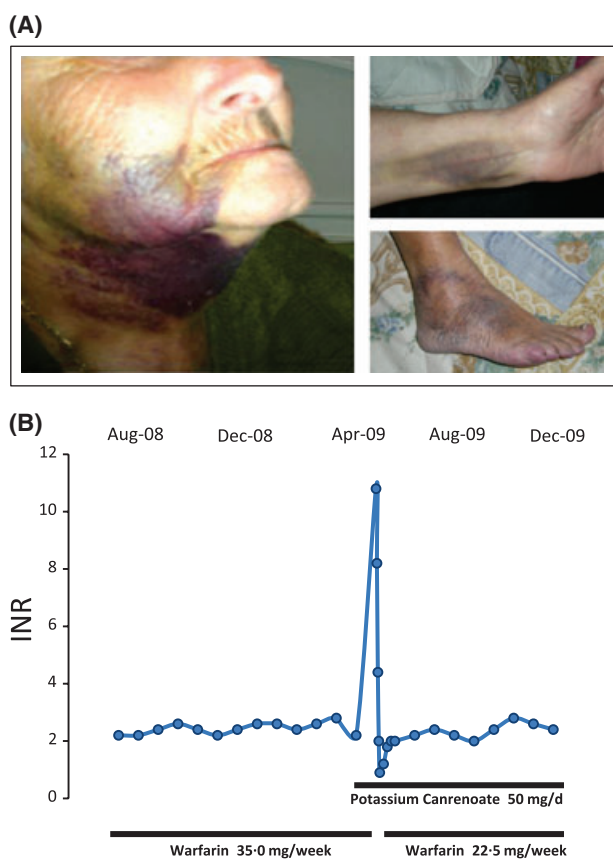 (A)
(B)
Aug-08 Dec-08 Apr-09 Aug-09 Dec-09
12
10
8
6
4
2
0
INR
Potassium Canrenoate 50 mg/d
Warfarin 35·0 mg/week Warfarin 22·5 mg/week